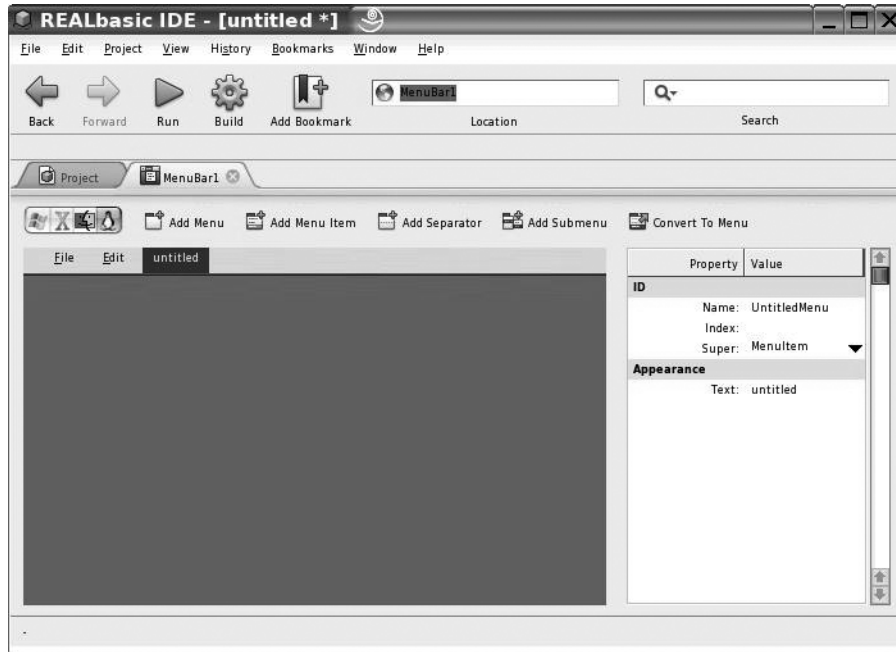 REALbasic IDE - [untitled *]
File Edit Project View History Bookmarks Window Help
MenuBar1
Back Forward Run Build Add Bookmark Location Search
Project MenuBar1
Add Menu Add Menu Item Add Separator Add Submenu Convert To Menu
File Edit untitled
Property Value
ID
Name: UntitledMenu
Index:
Super: MenuItem
Appearance
Text: untitled